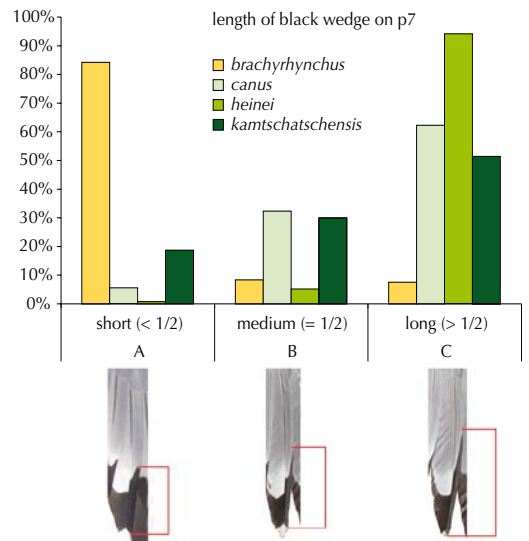 length of black wedge on p7
brachyrhynchus
canus
heinei
kamtschatschensis
100%
90%
80%
70%
60%
50%
40%
30%
20%
10%
0%
short (< 1/2)
medium (= 1/2)
long (> 1/2)
A
B
C